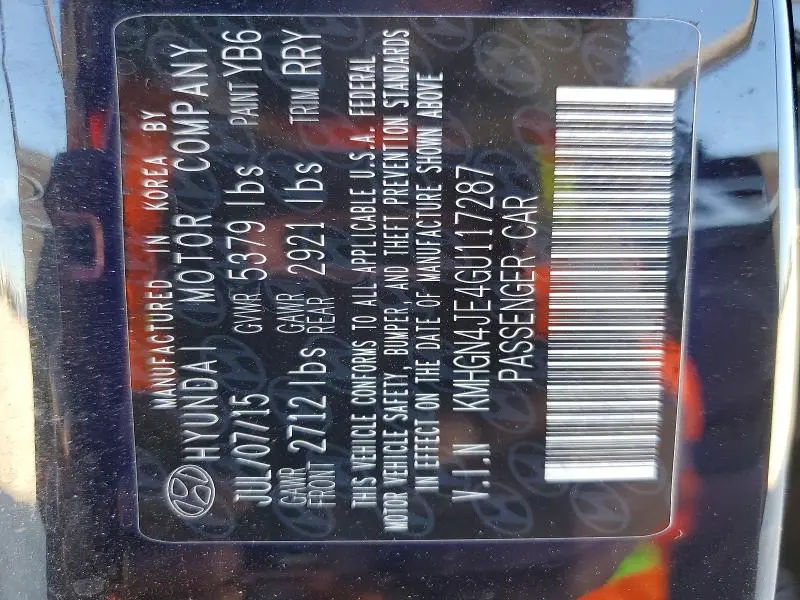 MANUFACTURED IN KOREA BY
HYUNDAI MOTOR COMPANY
JUL/07/15 GVWR 5379 lbs PAINT YB6
GAWR FRONT 2712 lbs GAWR REAR 2921 lbs TRIM RRY
THIS VEHICLE CONFORMS TO ALL APPLICABLE U.S.A. FEDERAL
MOTOR VEHICLE SAFETY, BUMPER AND THEFT PREVENTION STANDARDS
IN EFFECT ON THE DATE OF MANUFACTURE SHOWN ABOVE
V.I.N KMHGN4JE4GU117287
PASSENGER CAR